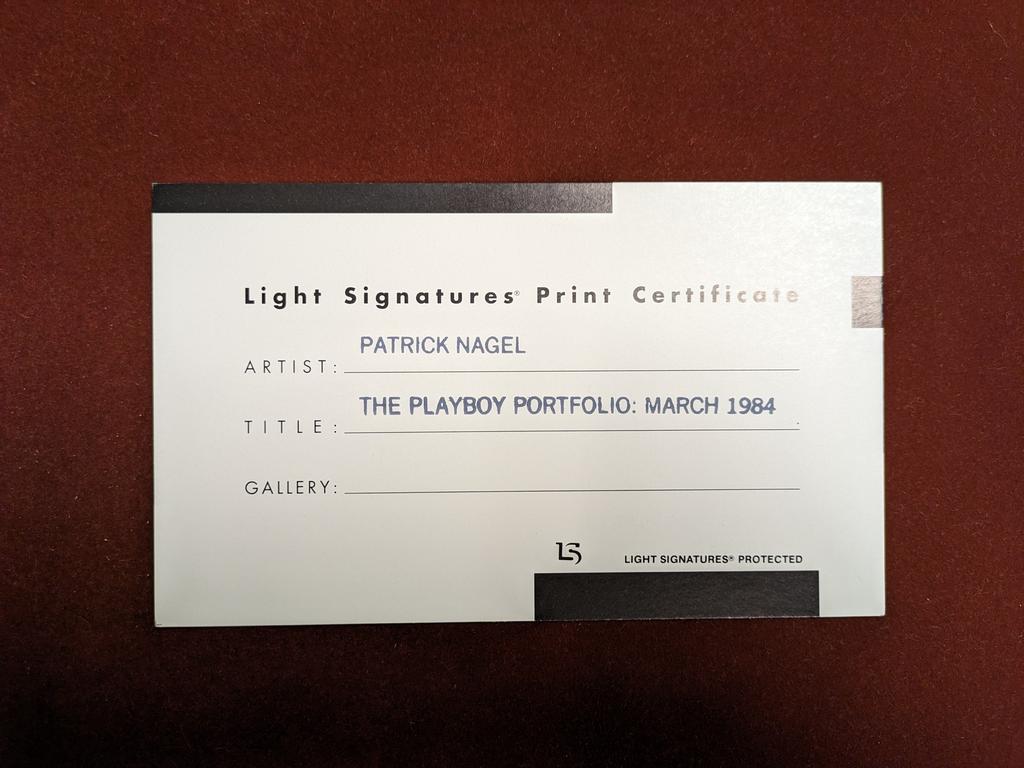 Light Signatures® Print Certificate
PATRICK NAGEL
ARTIST:
THE PLAYBOY PORTFOLIO: MARCH 1984
TITLE:
GALLERY:
LS
LIGHT SIGNATURES® PROTECTED